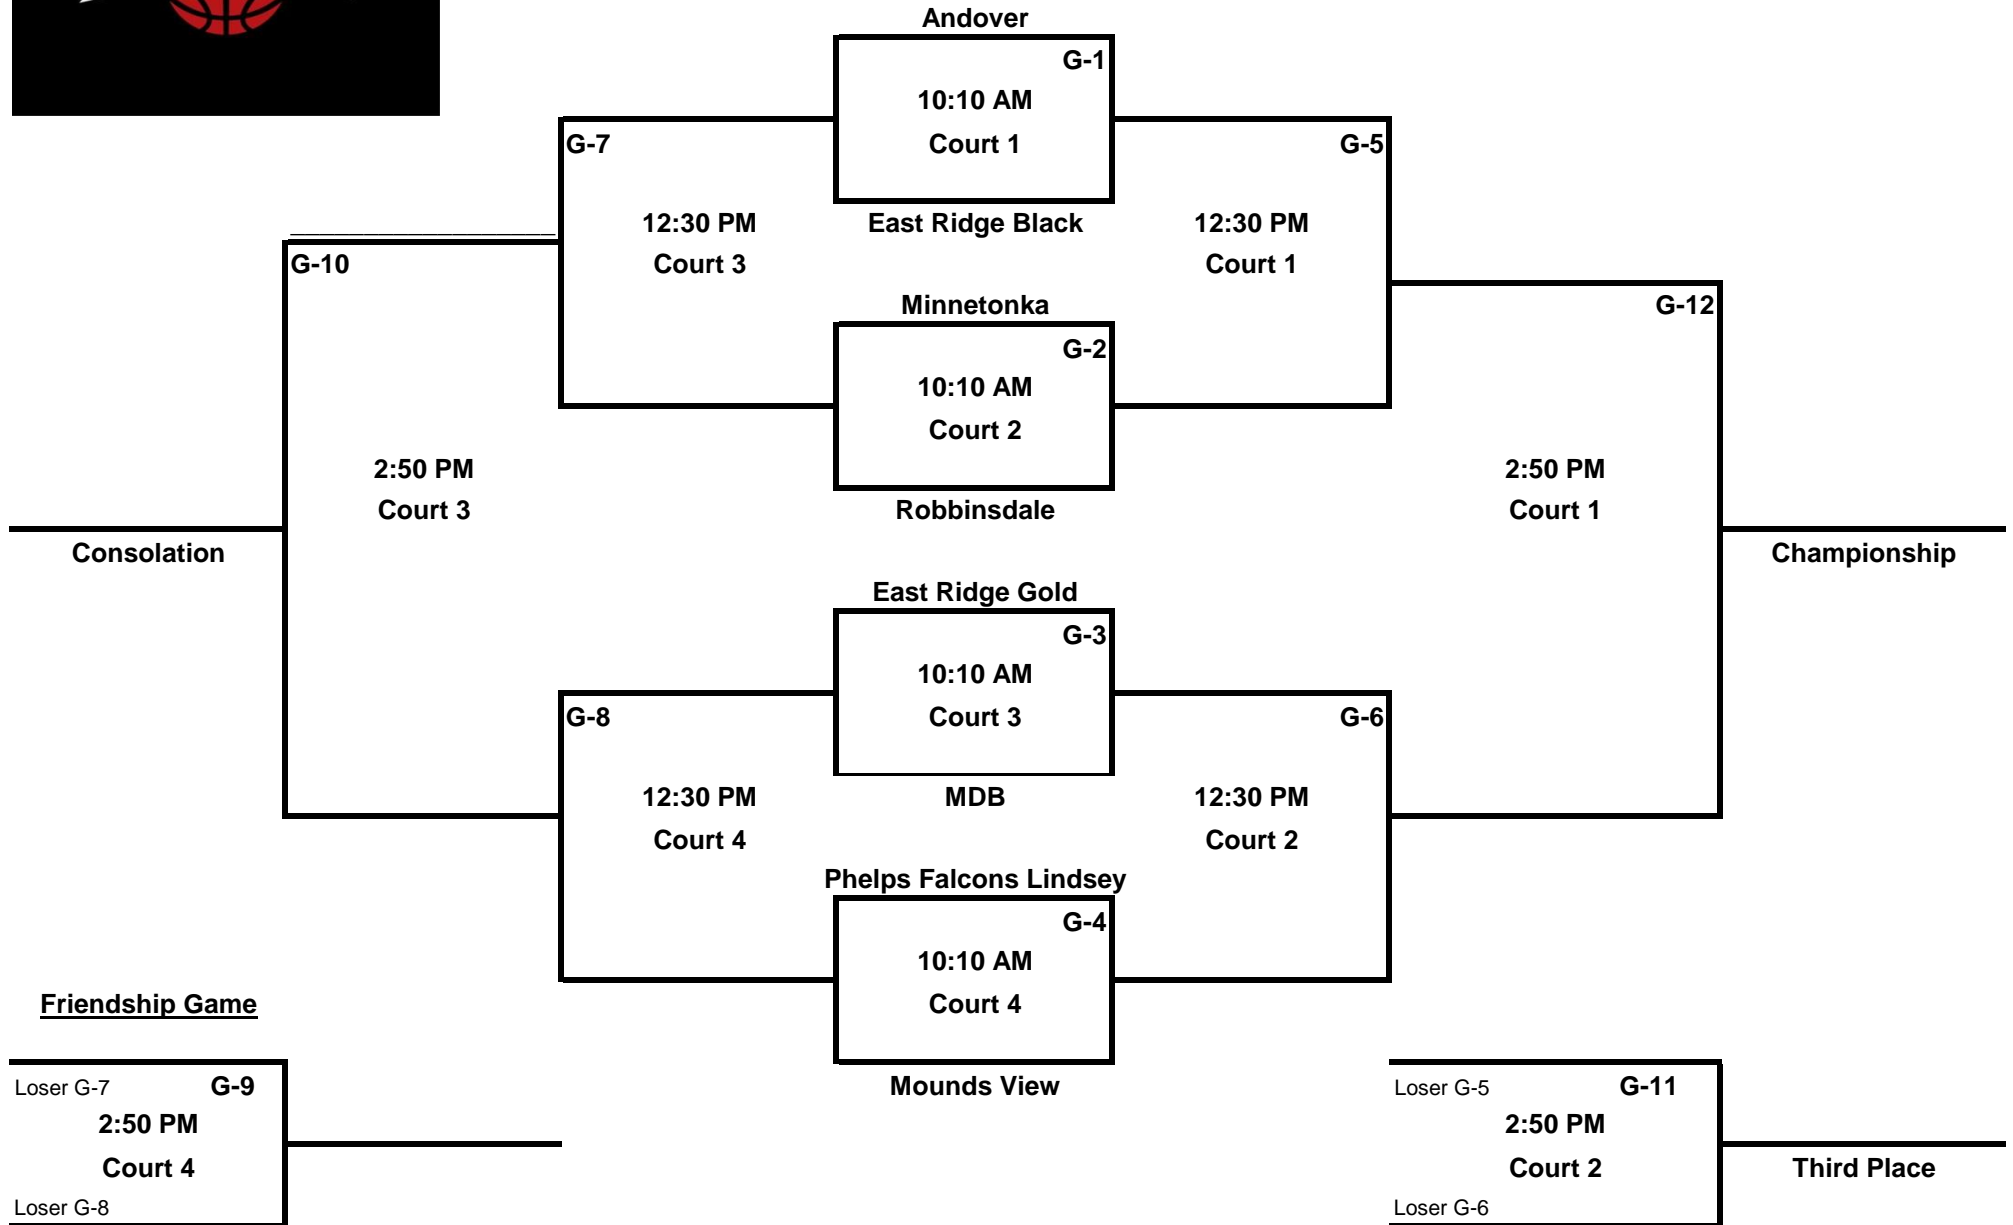 Andover
G-1
10:10 AM
Court 1
G-7
G-5
12:30 PM
East Ridge Black
12:30 PM
Court 3
Court 1
G-10
Minnetonka
G-12
G-2
10:10 AM
Court 2
2:50 PM
2:50 PM
Court 3
Robbinsdale
Court 1
Consolation
Championship
East Ridge Gold
G-3
10:10 AM
G-8
Court 3
G-6
12:30 PM
MDB
12:30 PM
Court 4
Court 2
Phelps Falcons Lindsey
G-4
10:10 AM
Friendship Game
Court 4
Loser G-7 G-9
Mounds View
Loser G-5 G-11
2:50 PM
2:50 PM
Court 4
Court 2
Third Place
Loser G-8
Loser G-6